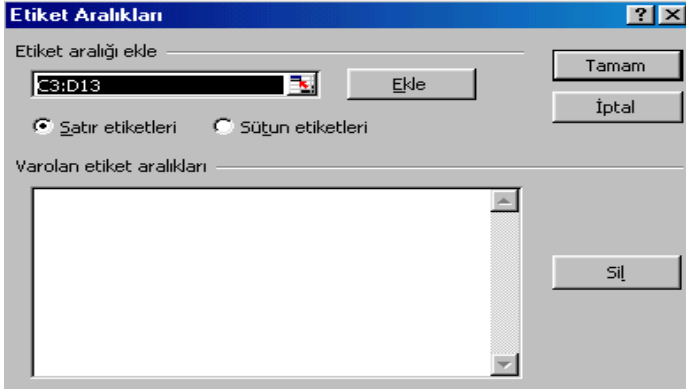 Etiket Aralıkları
Etiket aralığı ekle
C3:D13
Ekle
Tamam
İptal
Satır etiketleri
Sütun etiketleri
Varolan etiket aralıkları
Sil